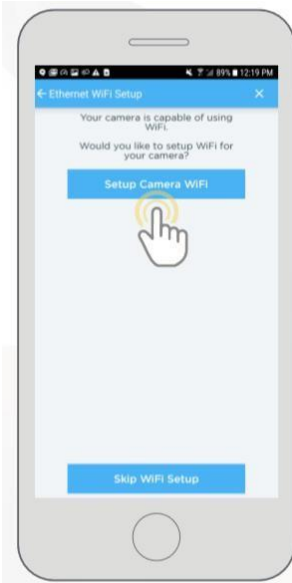 89% 12:19 PM
Ethernet WiFi Setup
Your camera is capable of using
WiFi.
Would you like to setup WiFi for
your camera?
Setup Camera WiFi
Skip WiFi Setup